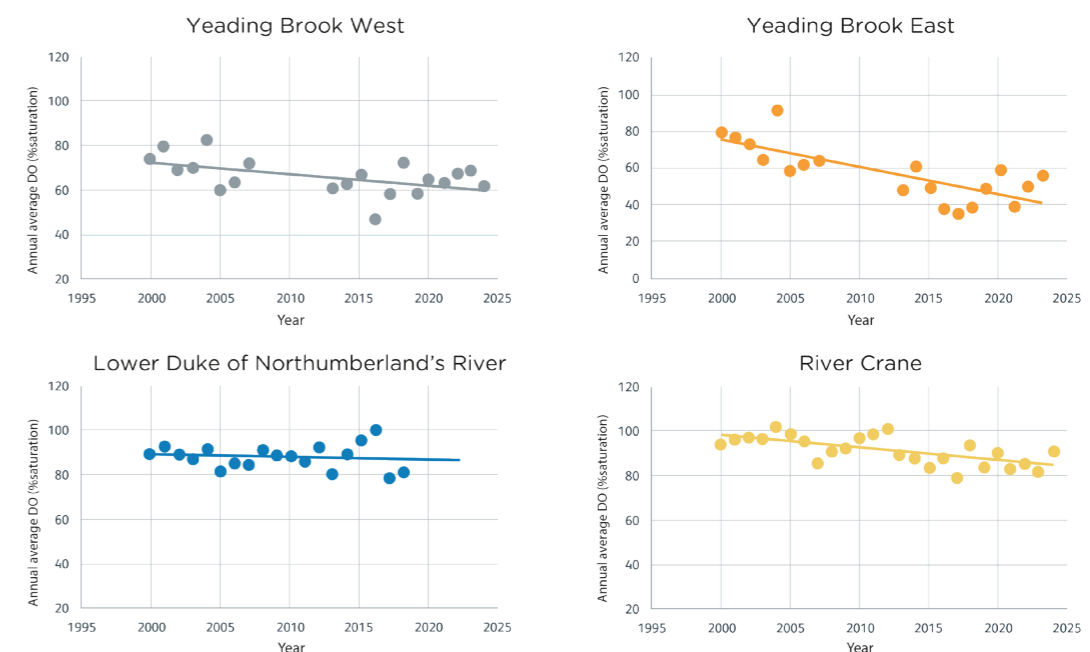 Yeading Brook West
Annual average DO (%saturation)
120
100
80
60
40
20
1995 2000 2005 2010 2015 2020 2025
Year
Yeading Brook East
Annual average DO (%saturation)
120
100
80
60
40
20
0
1995 2000 2005 2010 2015 2020 2025
Year
Lower Duke of Northumberland’s River
Annual average DO (%saturation)
120
100
80
60
40
20
1995 2000 2005 2010 2015 2020 2025
Year
River Crane
Annual average DO (%saturation)
120
100
80
60
40
20
1995 2000 2005 2010 2015 2020 2025
Year